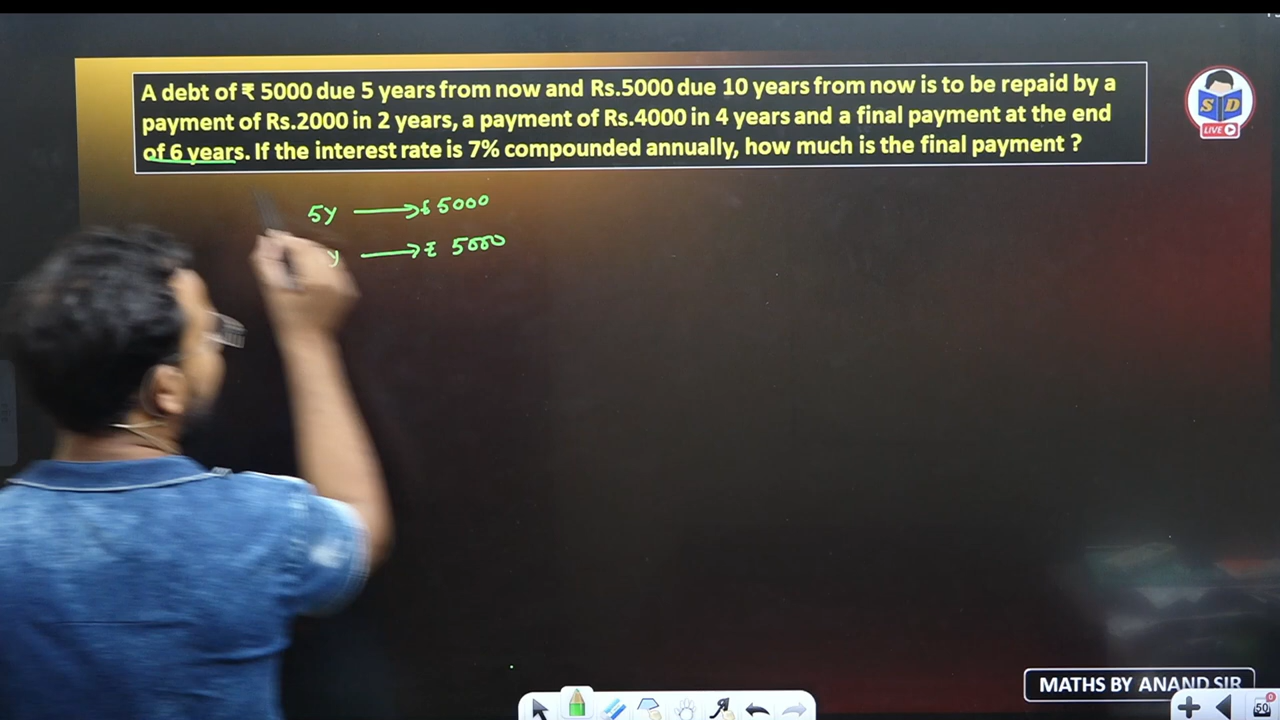 A debt of ₹ 5000 due 5 years from now and Rs.5000 due 10 years from now is to be repaid by a
payment of Rs.2000 in 2 years, a payment of Rs.4000 in 4 years and a final payment at the end
of 6 years. If the interest rate is 7% compounded annually, how much is the final payment ?
S D
LIVE
5y → ₹ 5000
y → ₹ 5000
MATHS BY ANAND SIR
50
0